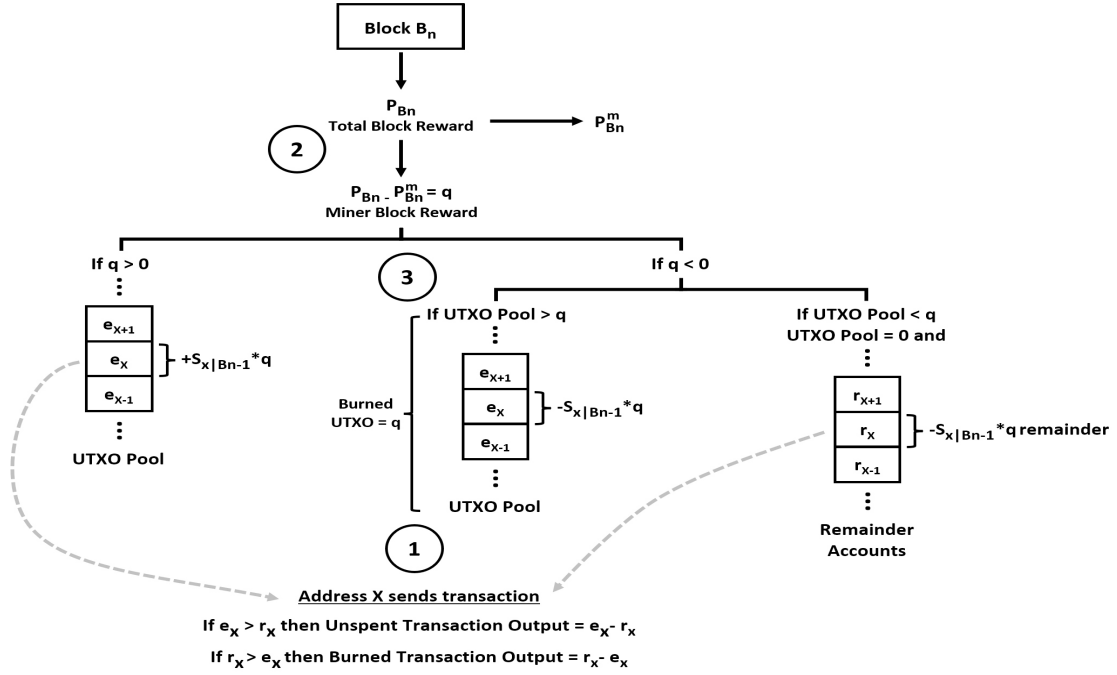 Block Bn
PBn
Total Block Reward
P^m_Bn
2
PBn - P^m_Bn = q
Miner Block Reward
If q > 0
3
If q < 0
eX+1
eX
eX-1
+Sx|Bn-1*q
UTXO Pool
If UTXO Pool > q
Burned
UTXO = q
eX+1
eX
eX-1
-Sx|Bn-1*q
UTXO Pool
If UTXO Pool < q
UTXO Pool = 0 and
rX+1
rX
rX-1
-Sx|Bn-1*q remainder
Remainder
Accounts
1
Address X sends transaction
If ex > rx then Unspent Transaction Output = ex- rx
If rx > ex then Burned Transaction Output = rx- ex